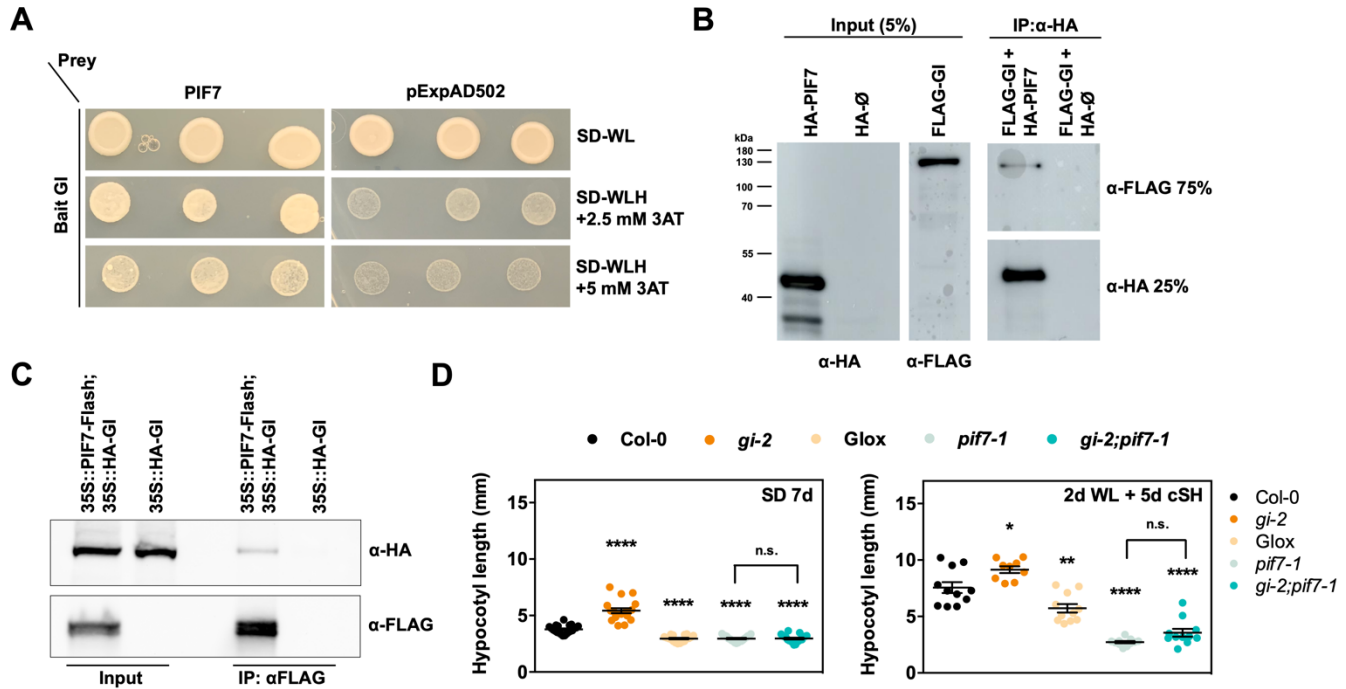 A
Prey
PIF7
pExpAD502
Bait GI
SD-WL
SD-WLH
+2.5 mM 3AT
SD-WLH
+5 mM 3AT
B
Input (5%)
IP:α-HA
HA-PIF7
HA-Ø
FLAG-GI
FLAG-GI +
HA-PIF7
FLAG-GI +
HA-Ø
kDa
180
130
100
70
55
40
α-FLAG 75%
α-HA 25%
α-HA
α-FLAG
C
35S::PIF7-Flash;
35S::HA-GI
35S::HA-GI
35S::PIF7-Flash;
35S::HA-GI
35S::HA-GI
α-HA
α-FLAG
Input
IP: αFLAG
D
Col-0
gi-2
Glox
pif7-1
gi-2;pif7-1
Hypocotyl length (mm)
15
10
5
0
SD 7d
****
****
****
****
n.s.
Hypocotyl length (mm)
15
10
5
0
2d WL + 5d cSH
*
**
****
****
n.s.
Col-0
gi-2
Glox
pif7-1
gi-2;pif7-1